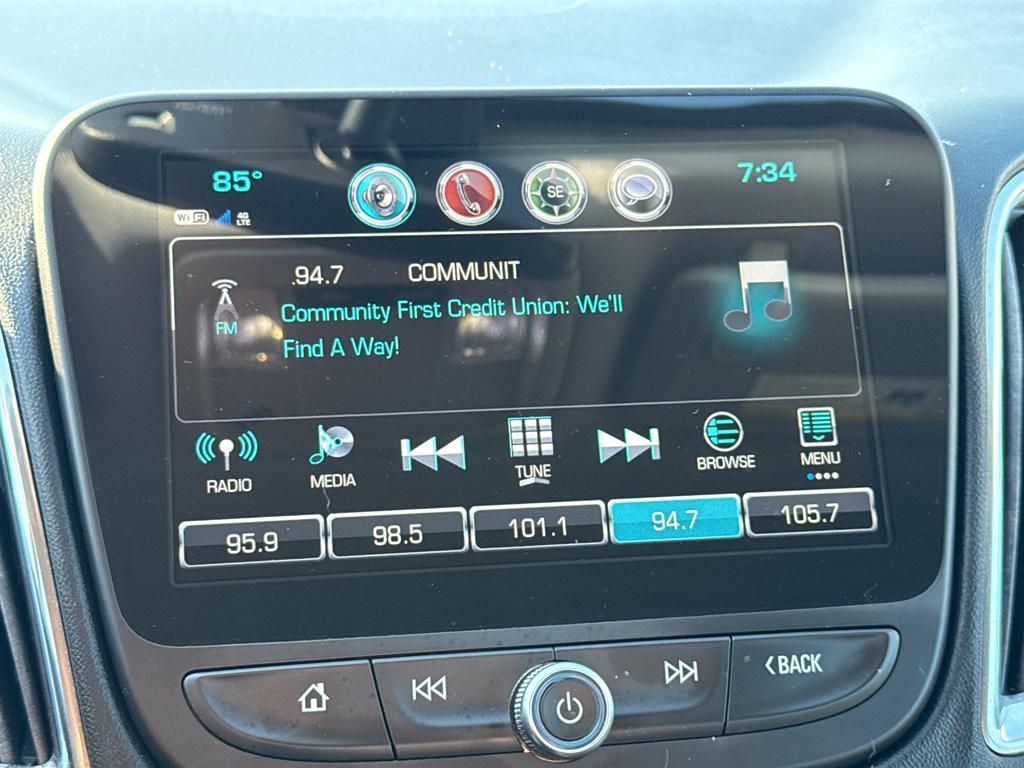 85°
SE
7:34
WiFi
4G
LTE
.94.7 COMMUNIT
FM
Community First Credit Union: We'll
Find A Way!
RADIO
MEDIA
TUNE
BROWSE
MENU
95.9
98.5
101.1
94.7
105.7
BACK